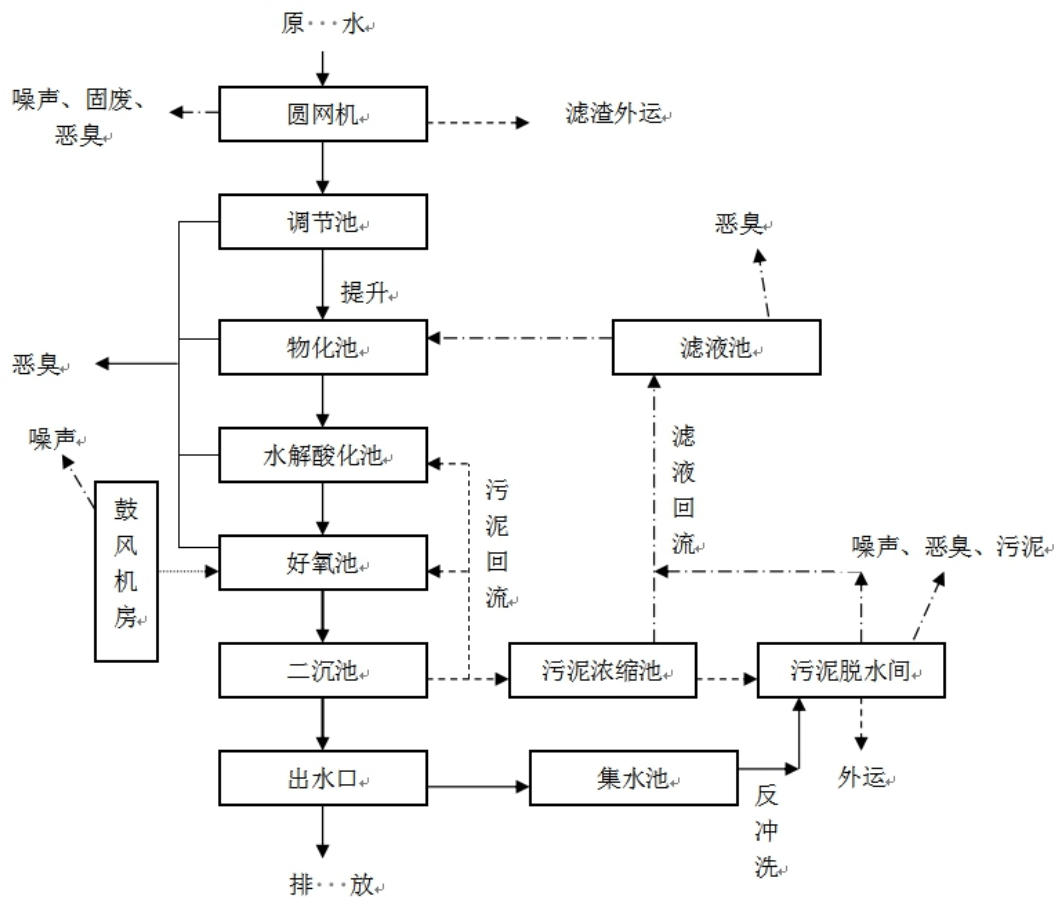 原···水
噪声、固废、
恶臭
圆网机
滤渣外运
调节池
恶臭
提升
物化池
滤液池
恶臭
噪声
水解酸化池
污泥回流
滤液回流
鼓风机房
好氧池
噪声、恶臭、污泥
二沉池
污泥浓缩池
污泥脱水间
出水口
集水池
外运
反冲洗
排···放